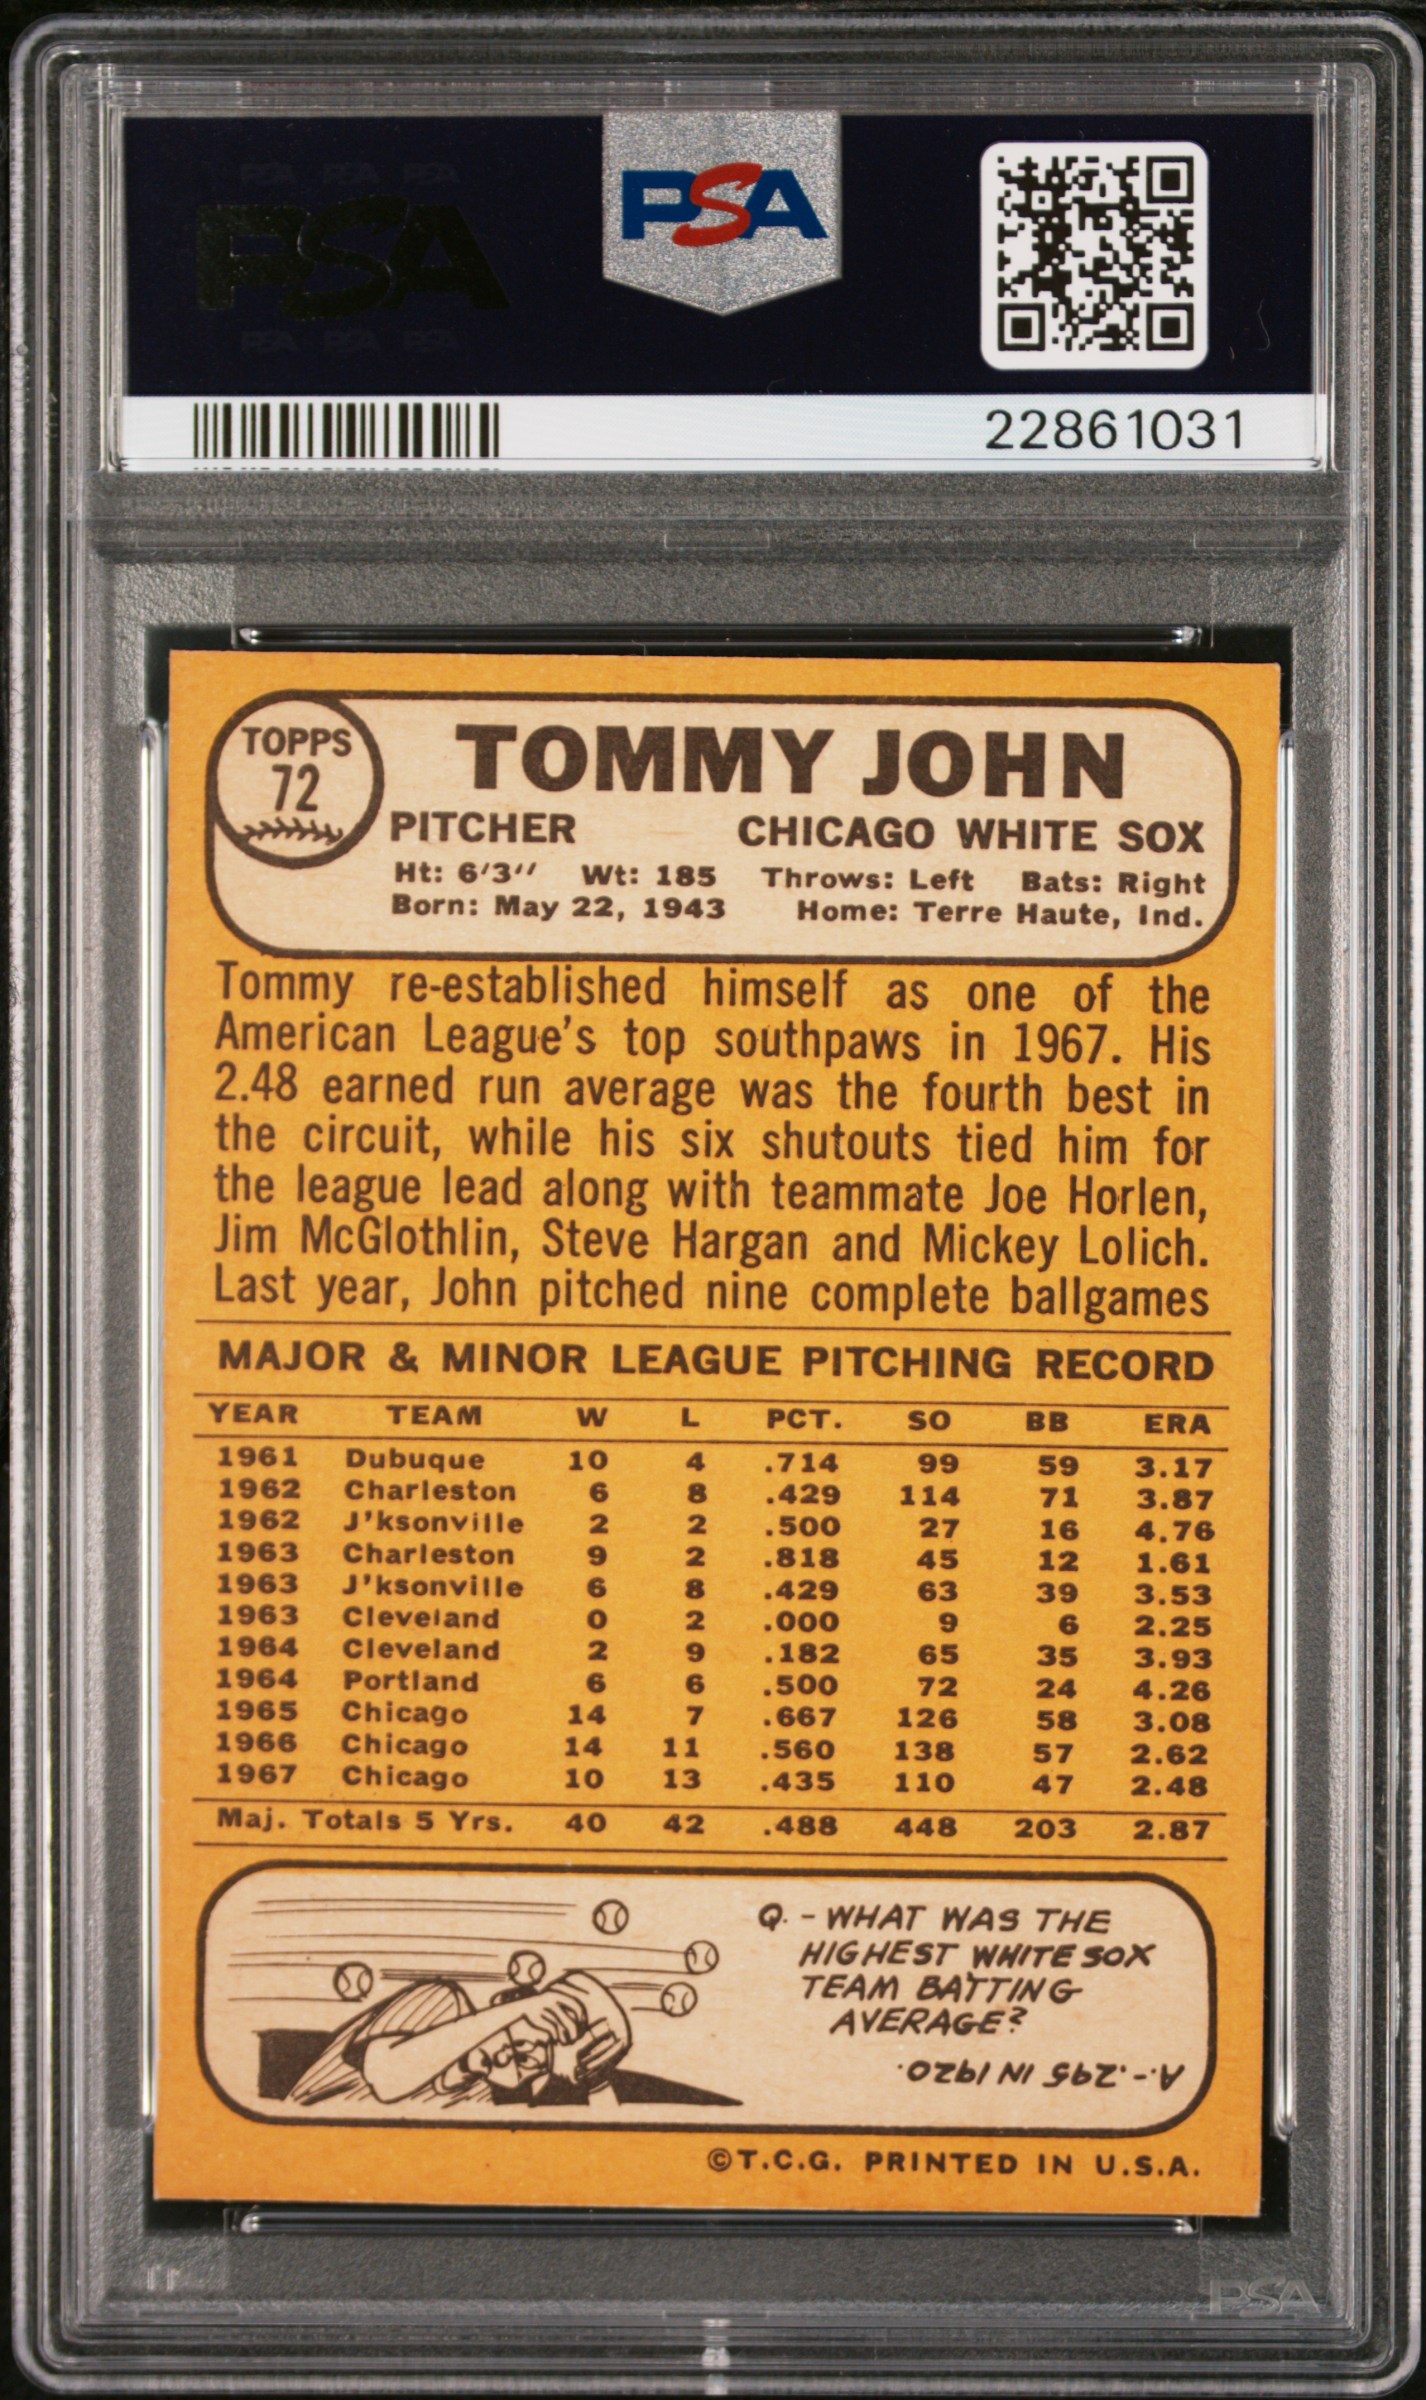 PSA PSA PSA
PSA
PSA PSA PSA
PSA
22861031
TOPPS
72
TOMMY JOHN
PITCHER CHICAGO WHITE SOX
Ht: 6'3'' Wt: 185 Throws: Left Bats: Right
Born: May 22, 1943 Home: Terre Haute, Ind.
Tommy re-established himself as one of the
American League's top southpaws in 1967. His
2.48 earned run average was the fourth best in
the circuit, while his six shutouts tied him for
the league lead along with teammate Joe Horlen,
Jim McGlothlin, Steve Hargan and Mickey Lolich.
Last year, John pitched nine complete ballgames
MAJOR & MINOR LEAGUE PITCHING RECORD
YEAR TEAM W L PCT. SO BB ERA
1961 Dubuque 10 4 .714 99 59 3.17
1962 Charleston 6 8 .429 114 71 3.87
1962 J'ksonville 2 2 .500 27 16 4.76
1963 Charleston 9 2 .818 45 12 1.61
1963 J'ksonville 6 8 .429 63 39 3.53
1963 Cleveland 0 2 .000 9 6 2.25
1964 Cleveland 2 9 .182 65 35 3.93
1964 Portland 6 6 .500 72 24 4.26
1965 Chicago 14 7 .667 126 58 3.08
1966 Chicago 14 11 .560 138 57 2.62
1967 Chicago 10 13 .435 110 47 2.48
Maj. Totals 5 Yrs. 40 42 .488 448 203 2.87
Q. - WHAT WAS THE
HIGHEST WHITE SOX
TEAM BATTING
AVERAGE?
A. - .295 IN 1920.
©T.C.G. PRINTED IN U.S.A.
PSA